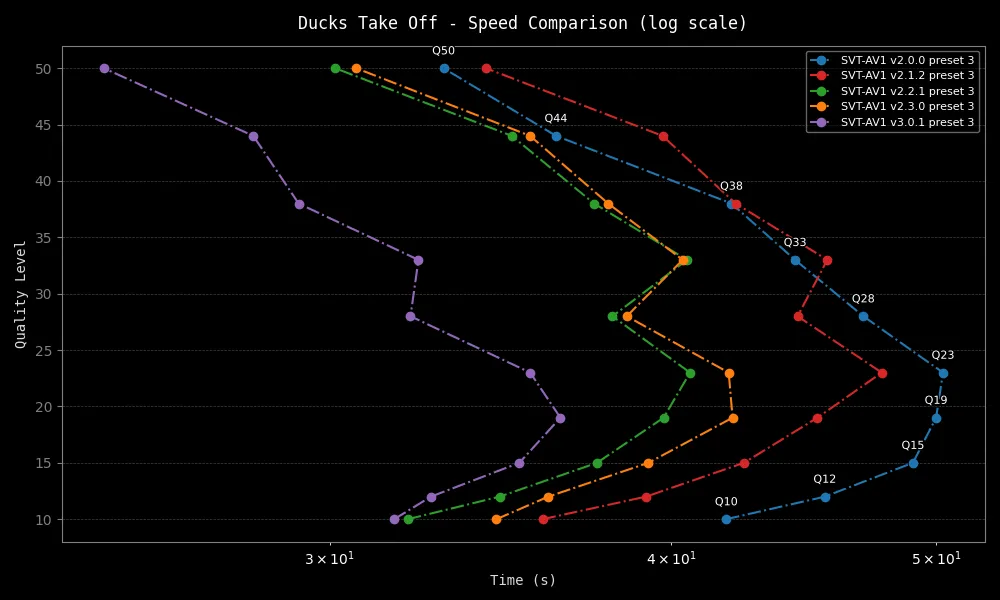 Ducks Take Off - Speed Comparison (log scale)
SVT-AV1 v2.0.0 preset 3
SVT-AV1 v2.1.2 preset 3
SVT-AV1 v2.2.1 preset 3
SVT-AV1 v2.3.0 preset 3
SVT-AV1 v3.0.1 preset 3
Q50
Q44
Q38
Q33
Q28
Q23
Q19
Q15
Q12
Q10
50
45
40
35
30
25
20
15
10
Quality Level
3 × 10¹
4 × 10¹
5 × 10¹
Time (s)